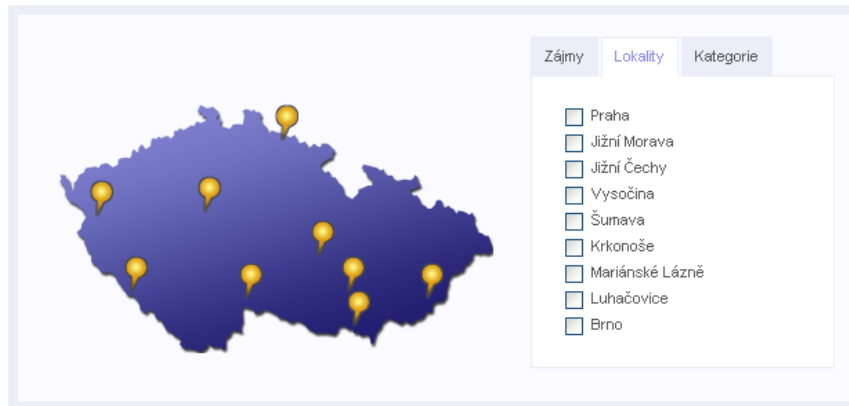 Zájmy Lokality Kategorie
Praha
Jižní Morava
Jižní Čechy
Vysočina
Šumava
Krkonoše
Mariánské Lázně
Luhačovice
Brno